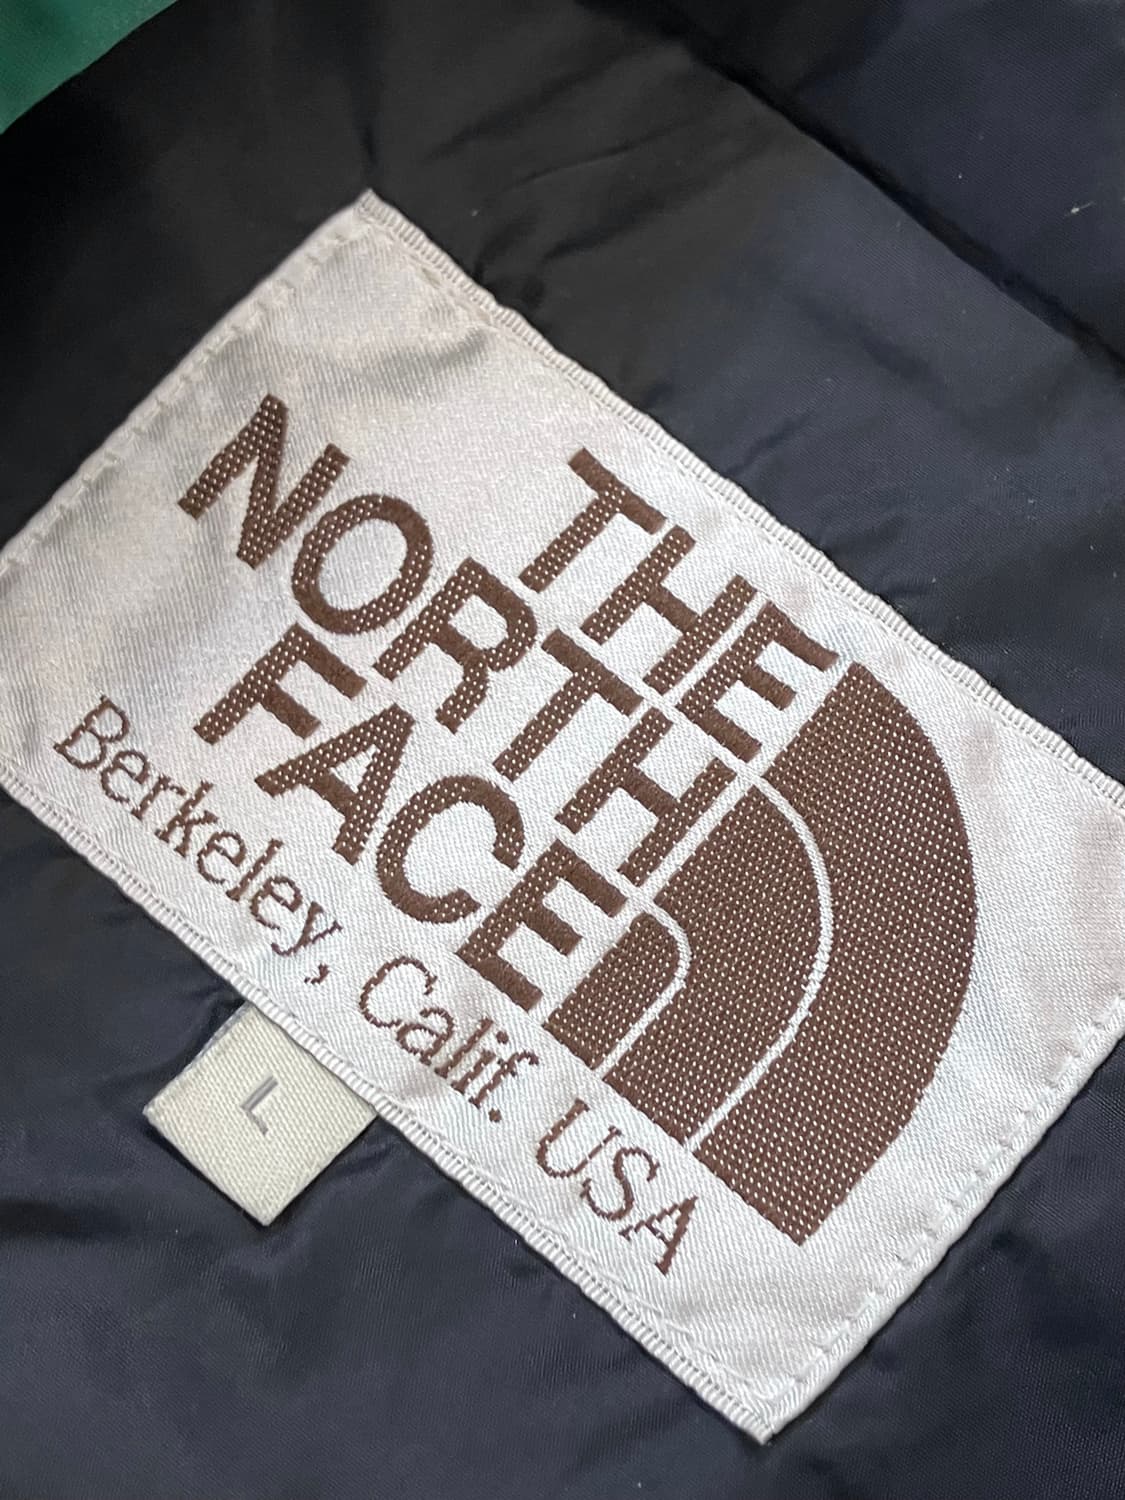 THE
NORTH
FACE
Berkeley, Calif. USA
L